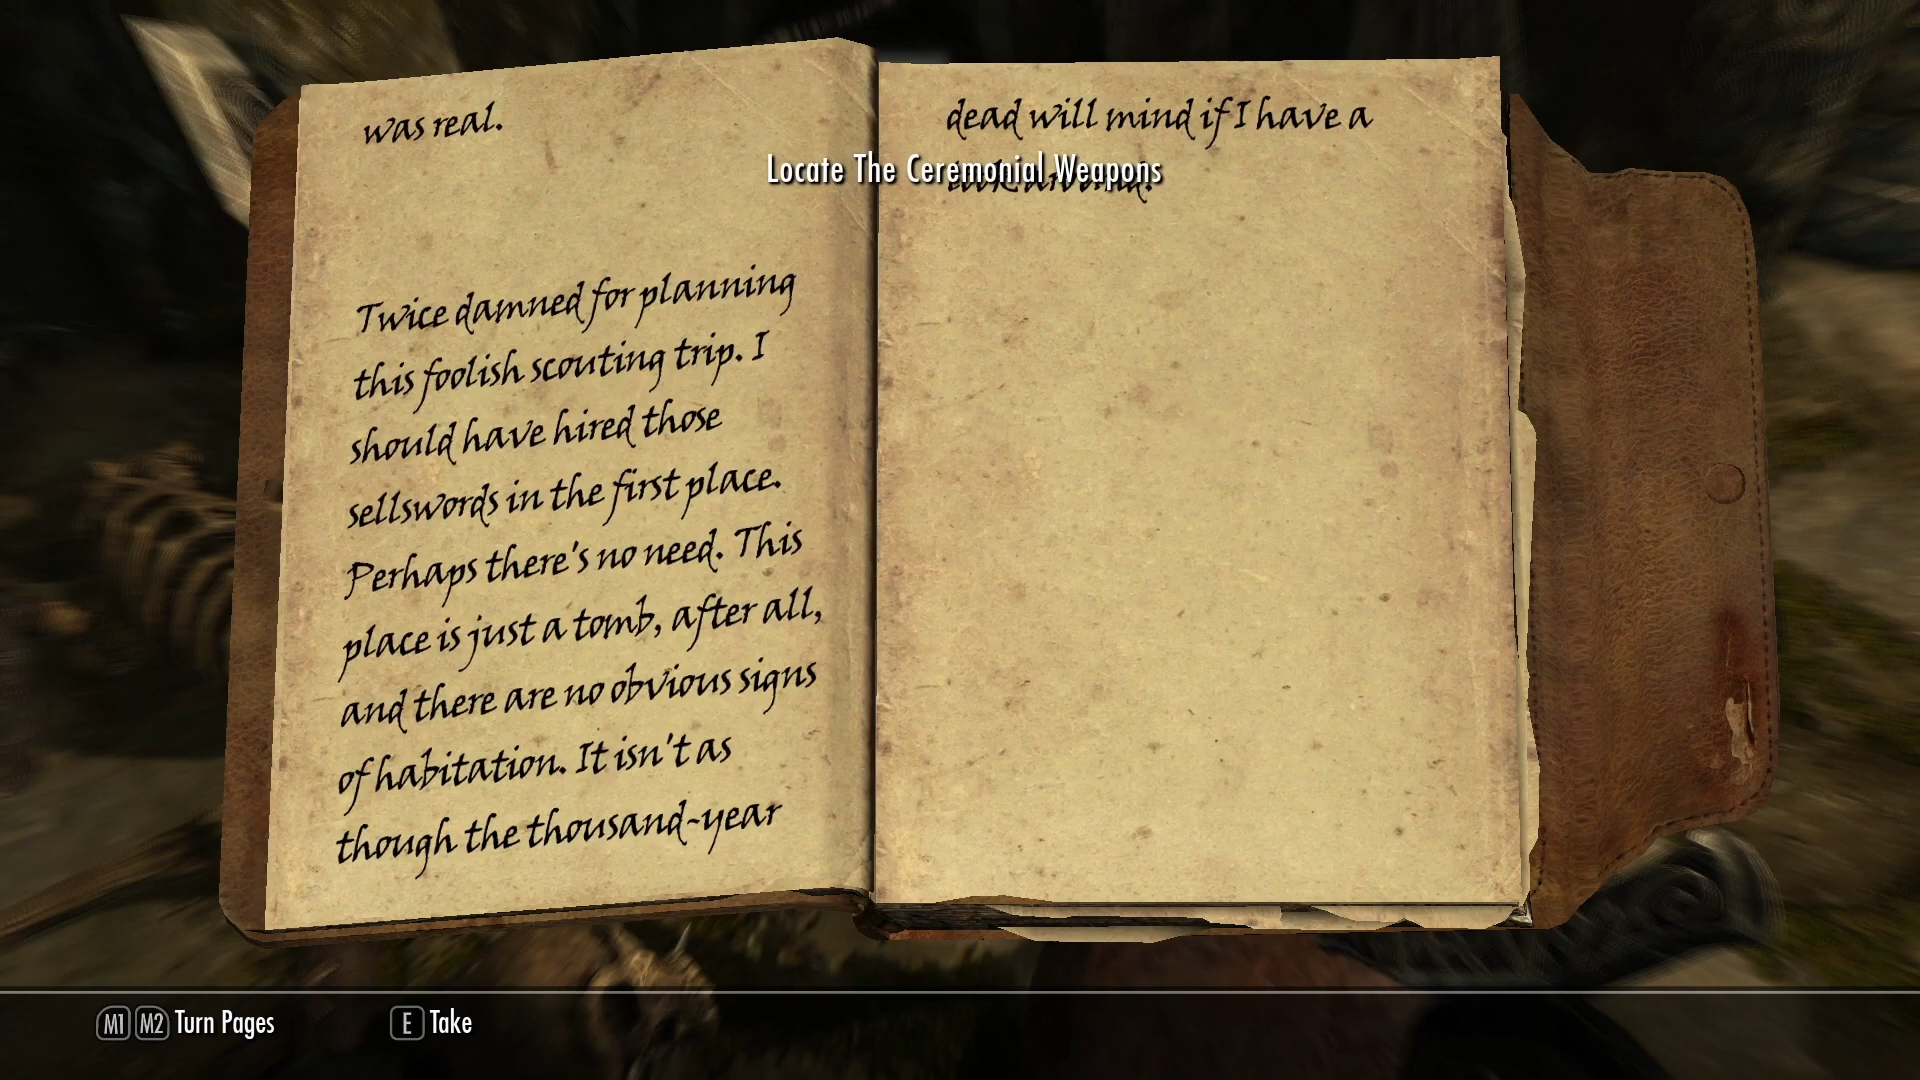 was real.
Twice damned for planning
this foolish scouting trip. I
should have hired those
sellswords in the first place.
Perhaps there's no need. This
place is just a tomb, after all,
and there are no obvious signs
of habitation. It isn't as
though the thousand-year
dead will mind if I have a
look around.
Locate The Ceremonial Weapons
M1 M2 Turn Pages
E Take